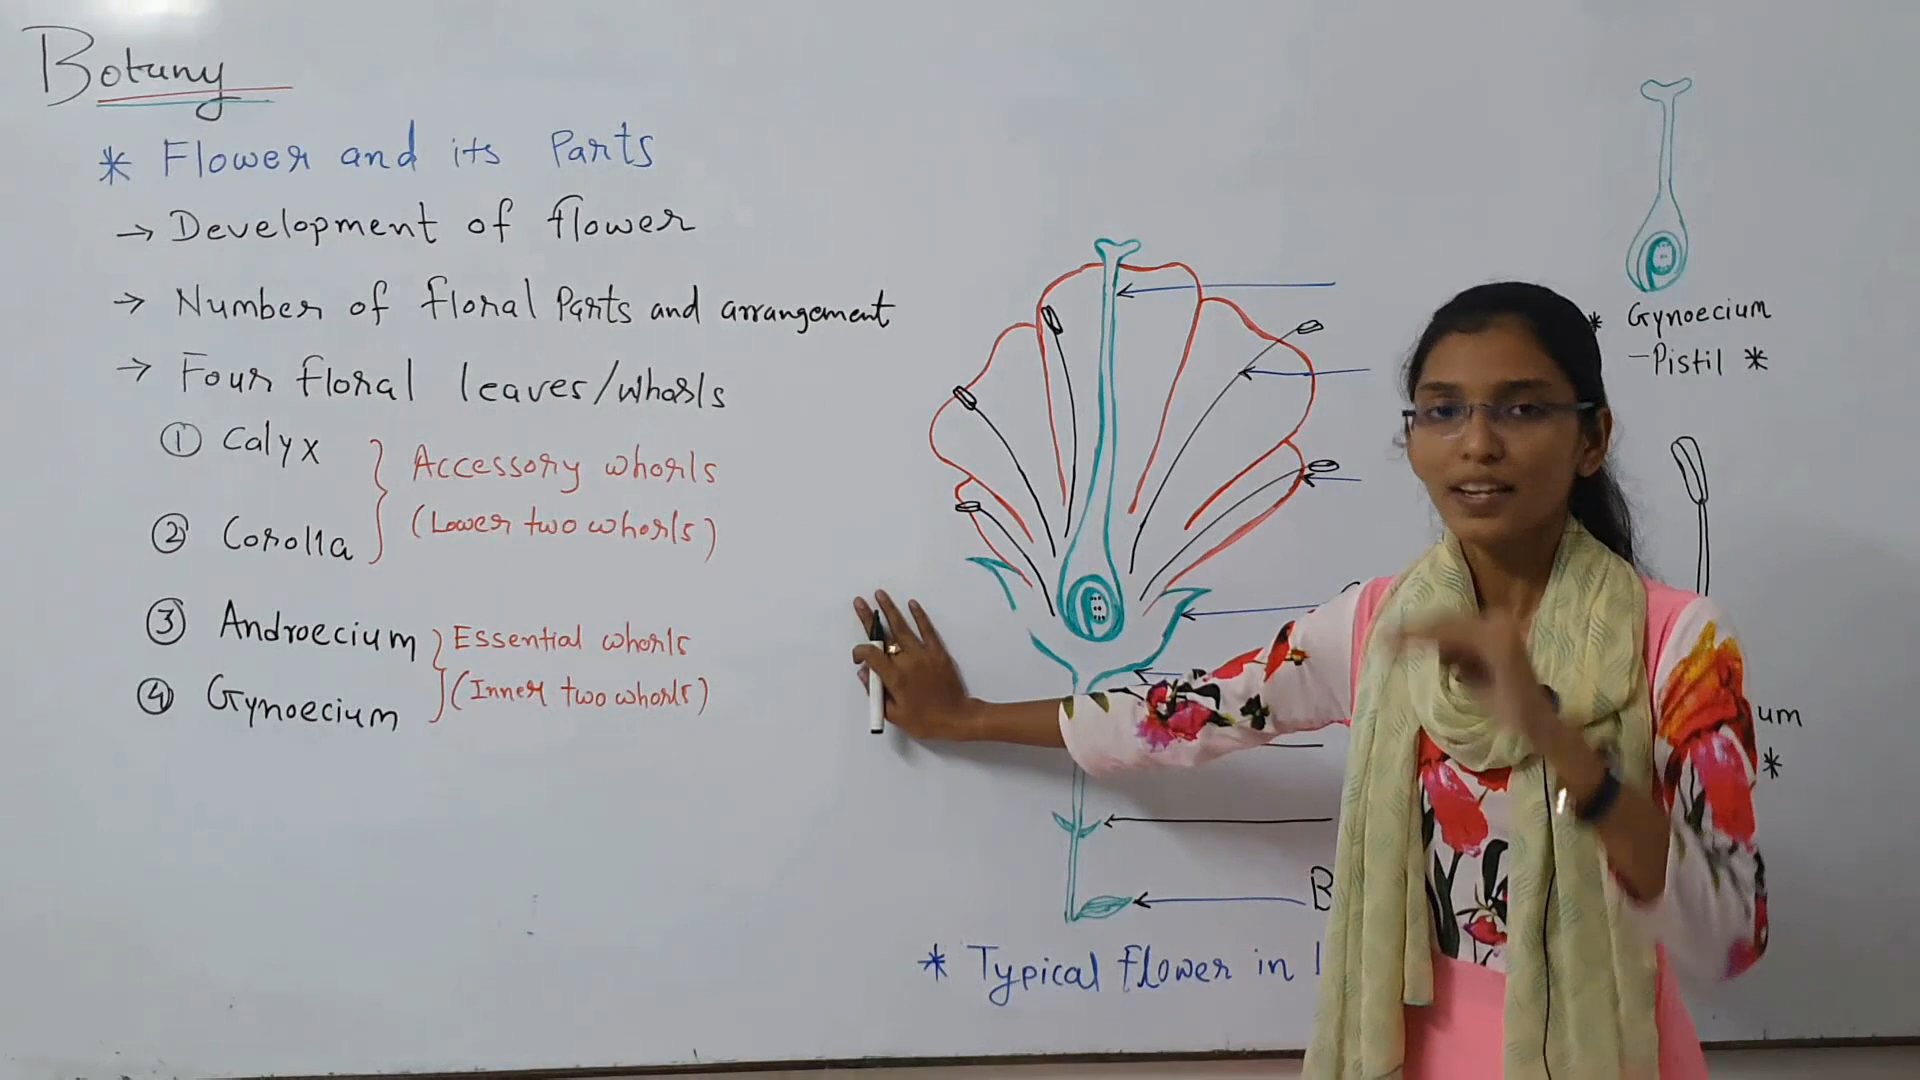 Botany
* Flower and its Parts
→ Development of flower
→ Number of floral Parts and arrangement
→ Four floral leaves/whorls
① Calyx
② Corolla
Accessory whorls
(Lower two whorls)
③ Androecium
④ Gynoecium
Essential whorls
(Inner two whorls)
* Gynoecium
-Pistil *
um
*
B
* Typical flower in